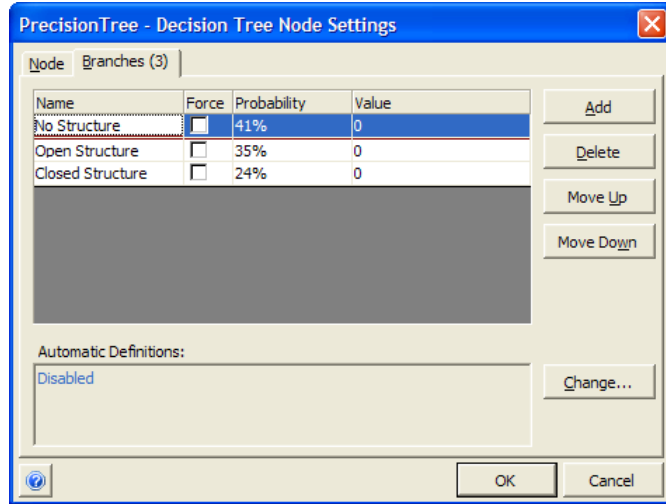 PrecisionTree - Decision Tree Node Settings
Node Branches (3)
Name Force Probability Value
No Structure 41% 0
Open Structure 35% 0
Closed Structure 24% 0
Add
Delete
Move Up
Move Down
Automatic Definitions:
Disabled
Change...
OK Cancel